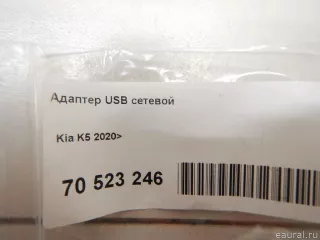 Адаптер USB сетевой
Kia K5 2020>
70 523 246
eaural.ru